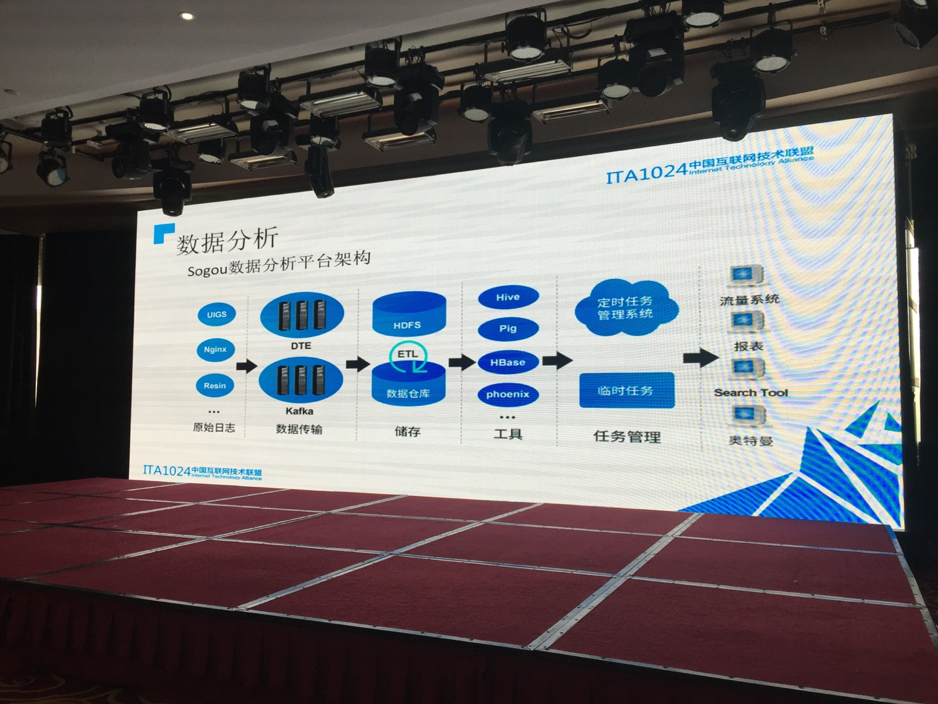 ITA1024 中国互联网技术联盟
Internet Technology Alliance
数据分析
Sogou数据分析平台架构
UIGS
Nginx
Resin
...
原始日志
DTE
Kafka
数据传输
HDFS
ETL
数据仓库
储存
Hive
Pig
HBase
phoenix
...
工具
定时任务
管理系统
临时任务
任务管理
流量系统
报表
Search Tool
奥特曼
ITA1024 中国互联网技术联盟
Internet Technology Alliance